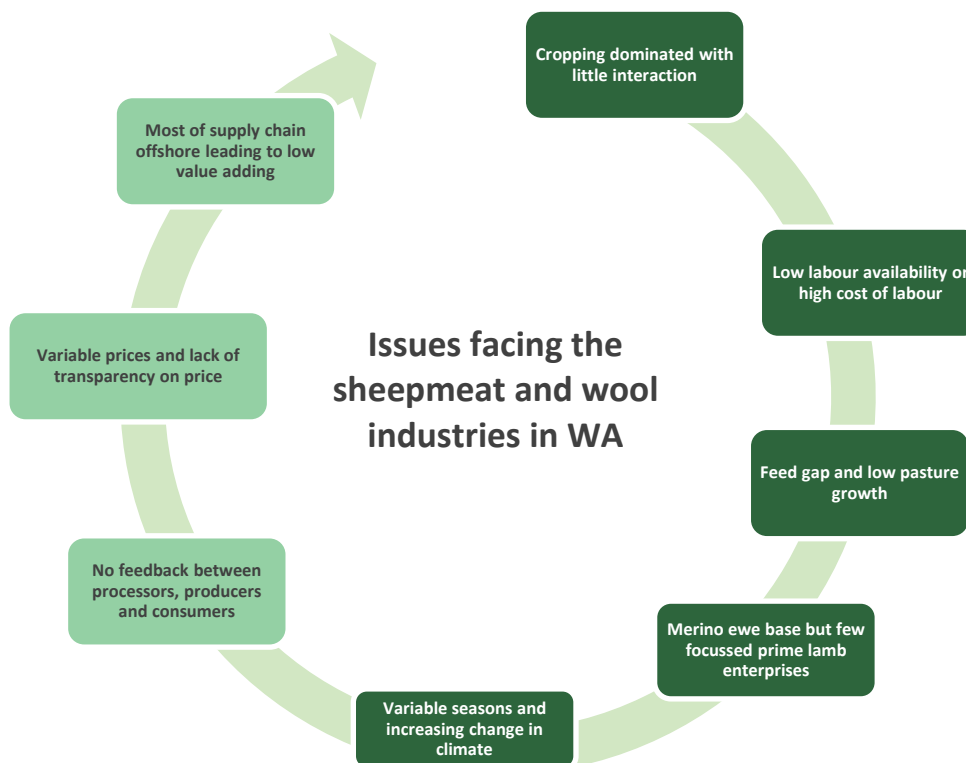 Cropping dominated with
little interaction
Low labour availability or
high cost of labour
Feed gap and low pasture
growth
Merino ewe base but few
focussed prime lamb
enterprises
Variable seasons and
increasing change in
climate
No feedback between
processors, producers
and consumers
Variable prices and lack of
transparency on price
Most of supply chain
offshore leading to low
value adding
Issues facing the
sheepmeat and wool
industries in WA